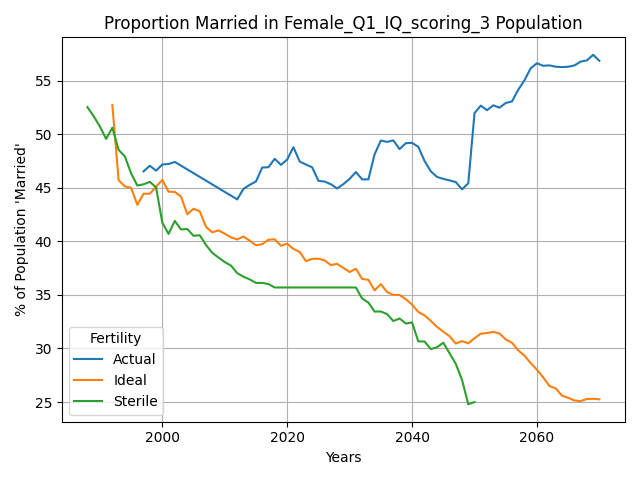 Proportion Married in Female_Q1_IQ_scoring_3 Population
% of Population 'Married'
55
50
45
40
35
30
25
Fertility
Actual
Ideal
Sterile
2000 2020 2040 2060
Years